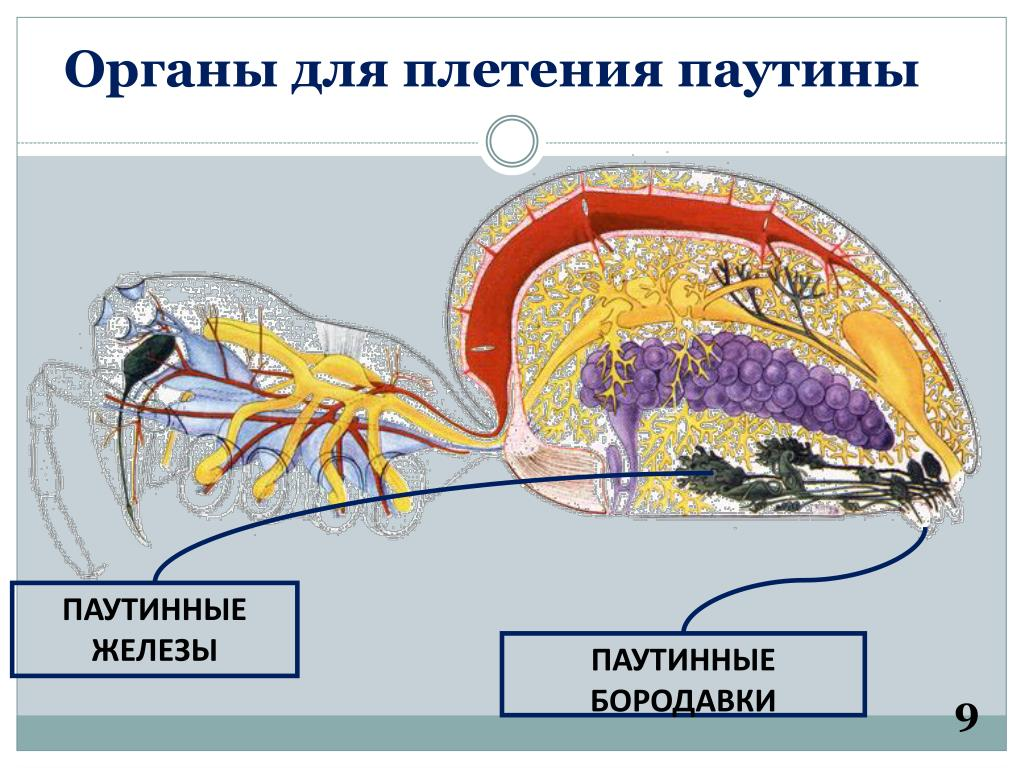 Органы для плетения паутины
ПАУТИННЫЕ
ЖЕЛЕЗЫ
ПАУТИННЫЕ
БОРОДАВКИ
9